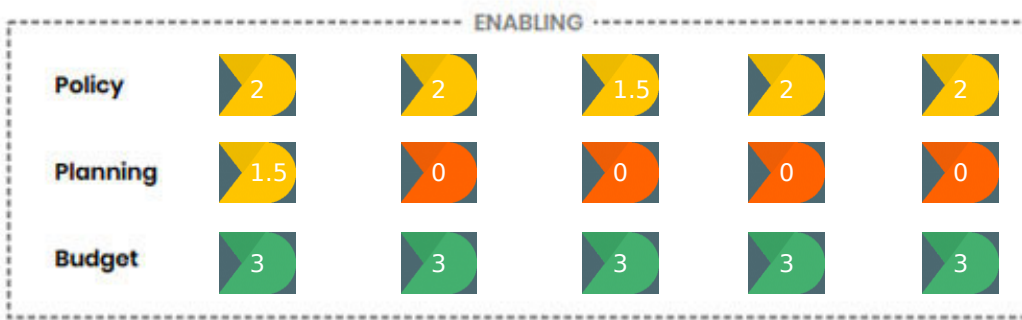 ENABLING
Policy 2 2 1.5 2 2
Planning 1.5 0 0 0 0
Budget 3 3 3 3 3